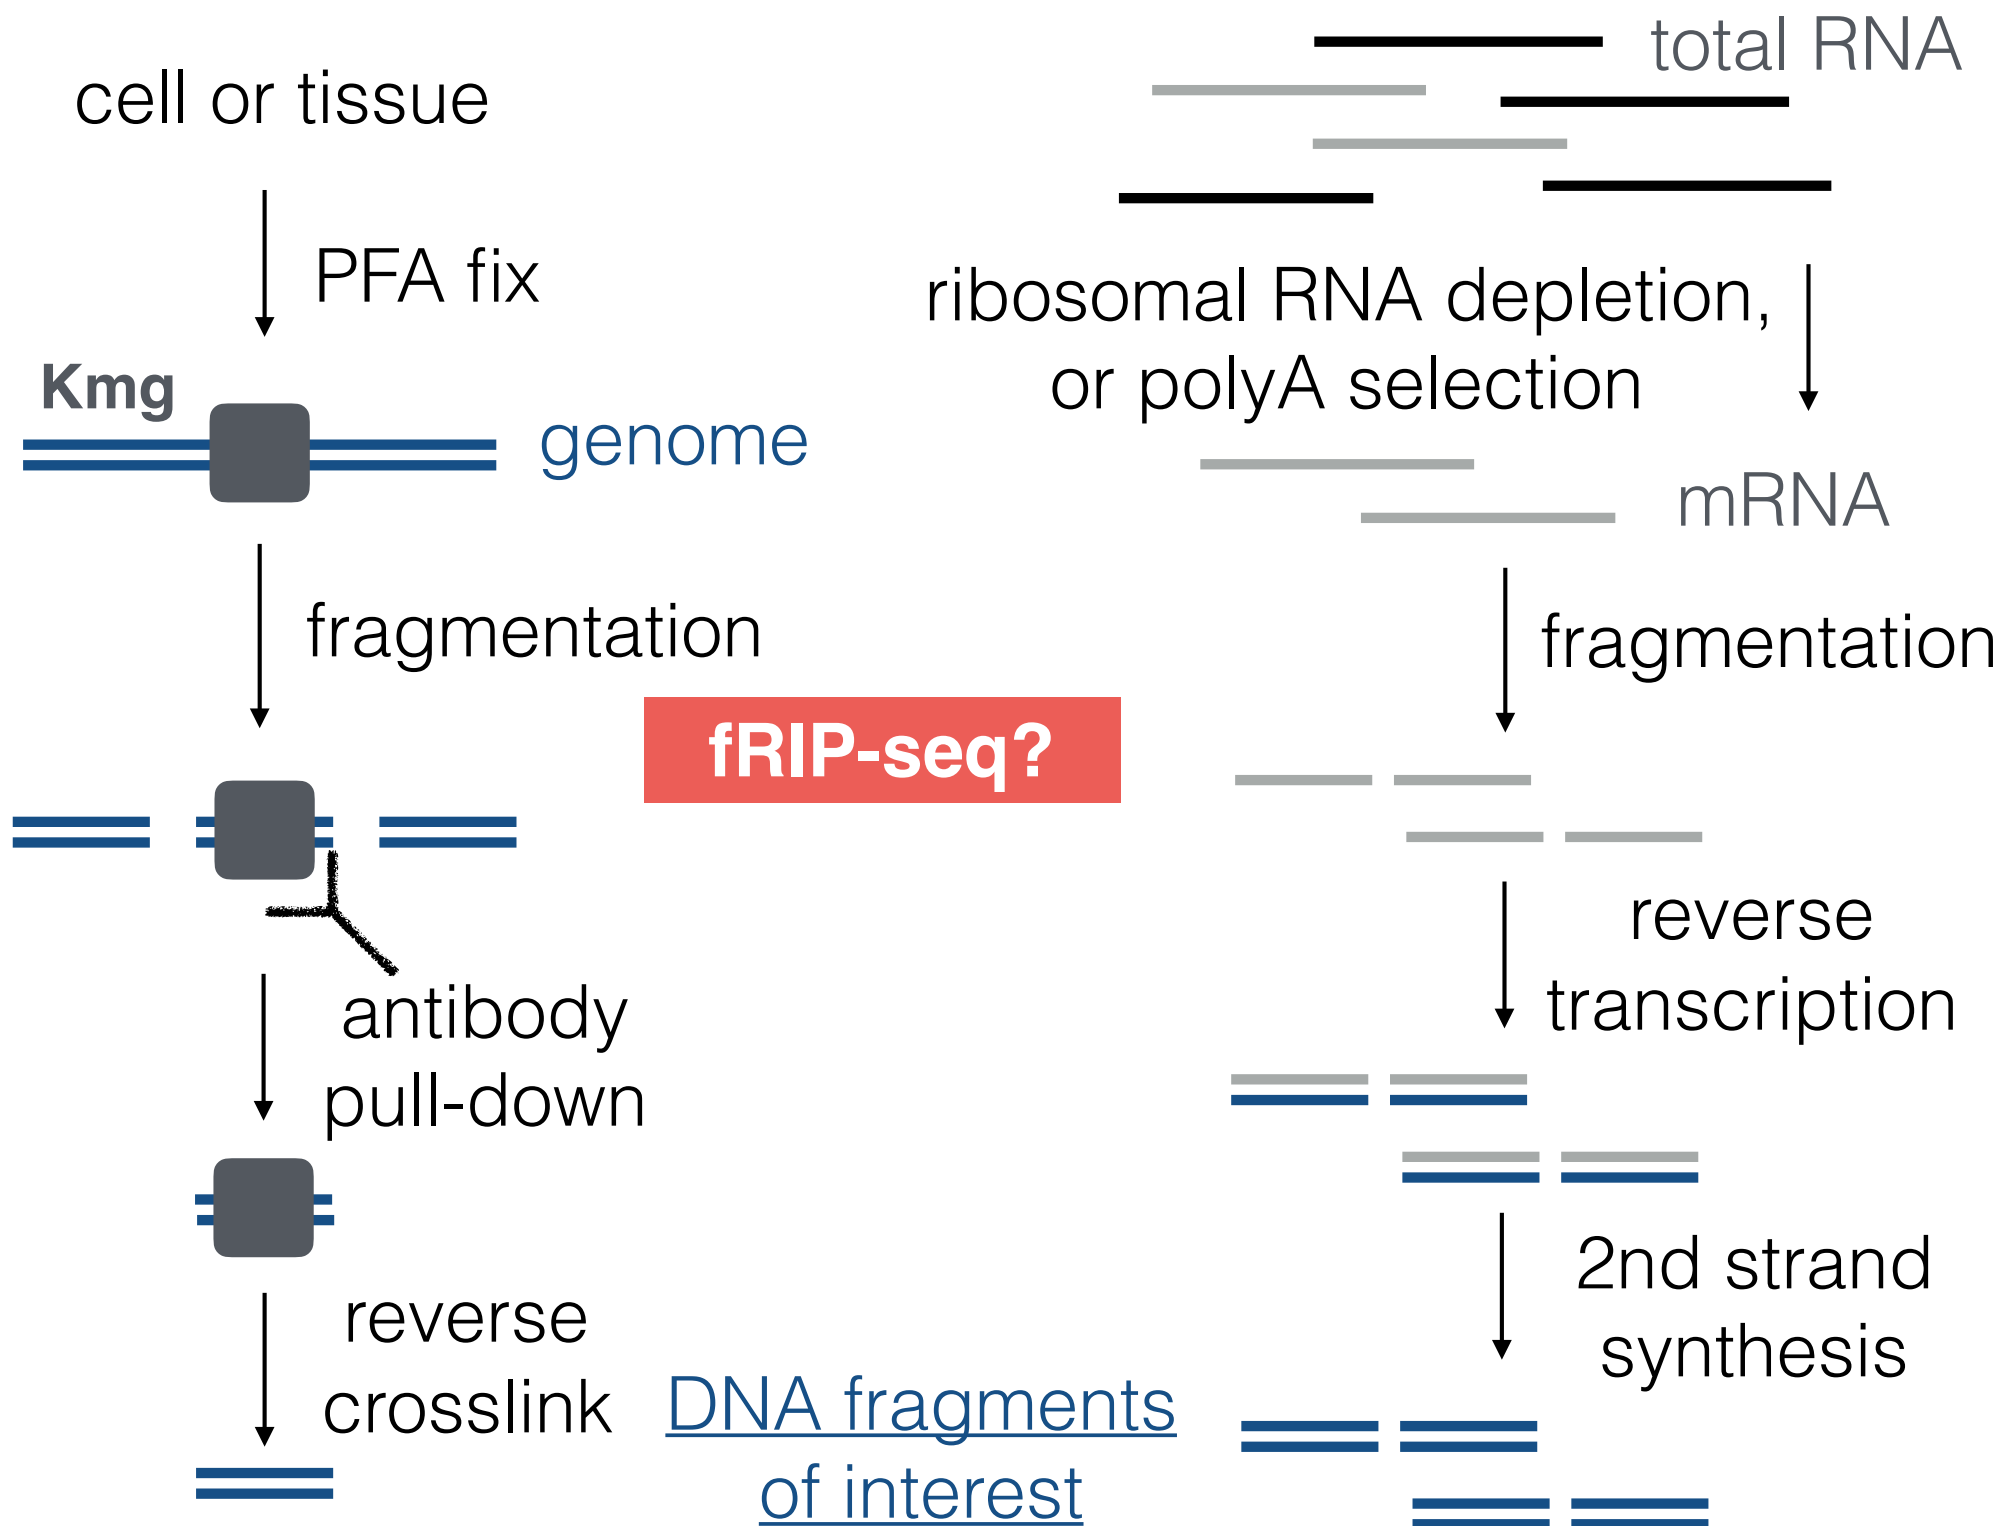 cell or tissue
PFA fix
Kmg
genome
fragmentation
antibody
pull-down
reverse
crosslink
fRIP-seq?
DNA fragments
of interest
total RNA
ribosomal RNA depletion,
or polyA selection
mRNA
fragmentation
reverse
transcription
2nd strand
synthesis